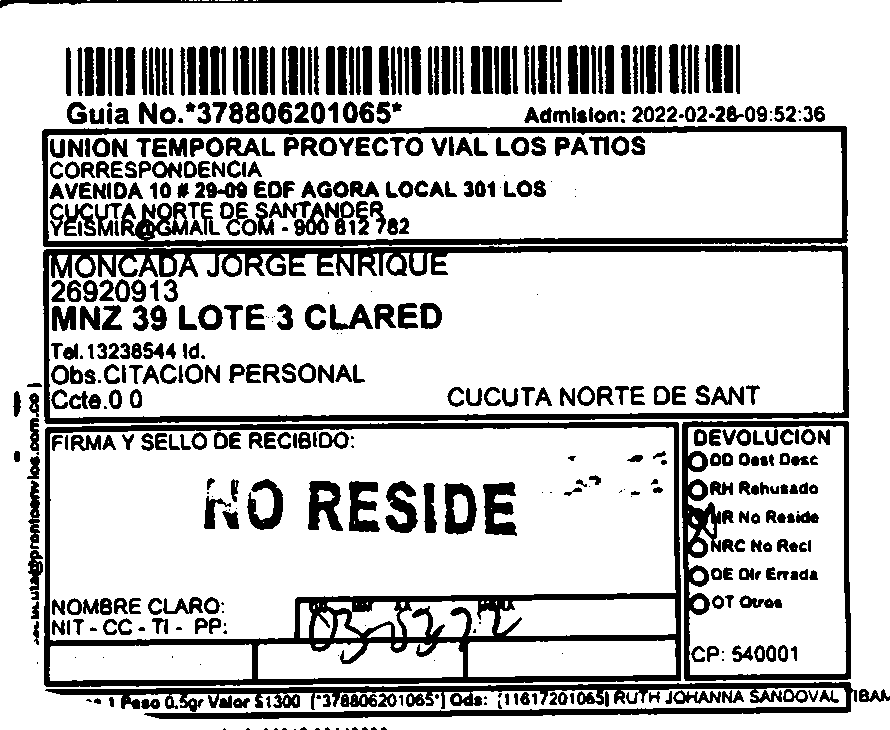 Guia No.*378806201065*
Admision: 2022-02-28-09:52:36
UNION TEMPORAL PROYECTO VIAL LOS PATIOS
CORRESPONDENCIA
AVENIDA 10 # 29-09 EDF AGORA LOCAL 301 LOS
CUCUTA NORTE DE SANTANDER
YEISMIR@GMAIL COM - 900 812 782
MONCADA JORGE ENRIQUE
26920913
MNZ 39 LOTE 3 CLARED
Tel.13238544 Id.
Obs.CITACION PERSONAL
Ccte.0 0 CUCUTA NORTE DE SANT
@prontoenvios.com.co
FIRMA Y SELLO DE RECIBIDO:
NO RESIDE
NOMBRE CLARO:
NIT - CC - TI - PP:
DEVOLUCION
DD Dest Desc
RH Rehusado
NR No Reside
NRC No Reci
DE Dir Errada
OT Otros
CP: 540001
1 Peso 0.5gr Valor $1300 [*378806201065*] Ods: [11617201065] RUTH JOHANNA SANDOVAL TIBAM